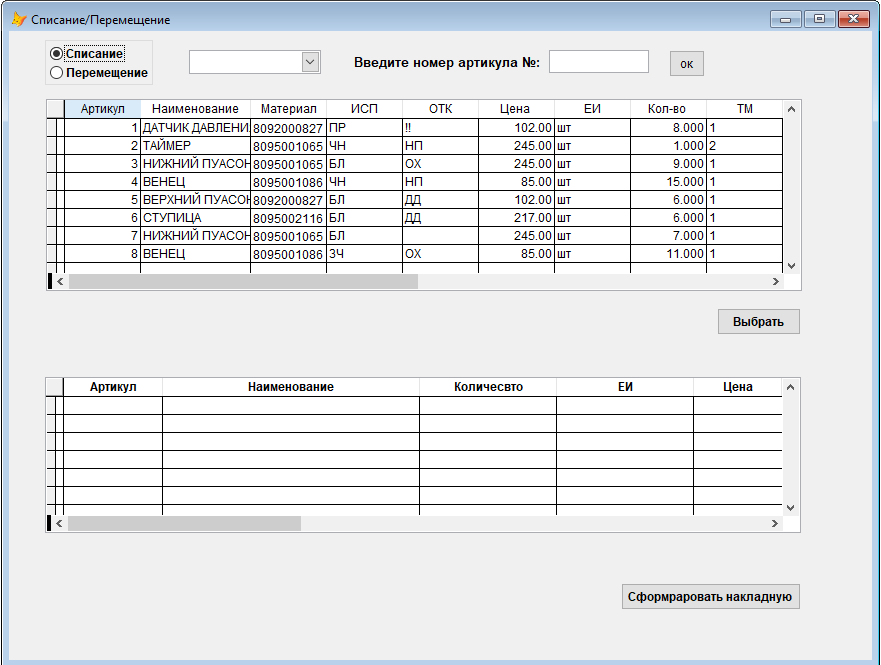 Списание/Перемещение
Списание
Перемещение
Введите номер артикула №:
ок
Артикул Наименование Материал ИСП ОТК Цена ЕИ Кол-во ТМ
1 ДАТЧИК ДАВЛЕНИ 8092000827 ПР !! 102.00 шт 8.000 1
2 ТАЙМЕР 8095001065 ЧН НП 245.00 шт 1.000 2
3 НИЖНИЙ ПУАСОН 8095001065 БЛ ОХ 245.00 шт 9.000 1
4 ВЕНЕЦ 8095001086 ЧН НП 85.00 шт 15.000 1
5 ВЕРХНИЙ ПУАСОН 8092000827 БЛ ДД 102.00 шт 6.000 1
6 СТУПИЦА 8095002116 БЛ ДД 217.00 шт 6.000 1
7 НИЖНИЙ ПУАСОН 8095001065 БЛ 245.00 шт 7.000 1
8 ВЕНЕЦ 8095001086 ЗЧ ОХ 85.00 шт 11.000 1
Выбрать
Артикул Наименование Количесвто ЕИ Цена
Сформрaровать накладную